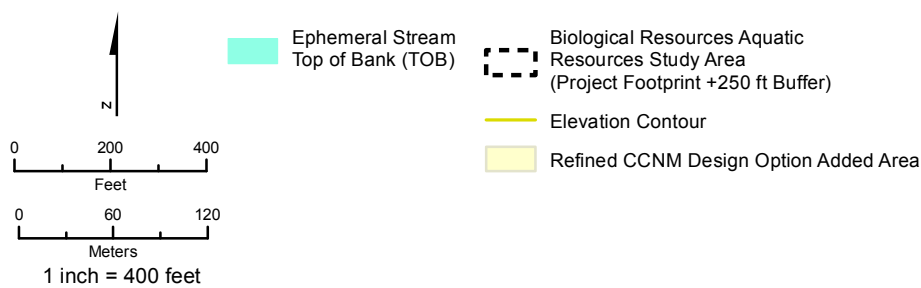 Z
0 200 400
Feet
0 60 120
Meters
1 inch = 400 feet
Ephemeral Stream
Top of Bank (TOB)
Biological Resources Aquatic
Resources Study Area
(Project Footprint +250 ft Buffer)
Elevation Contour
Refined CCNM Design Option Added Area